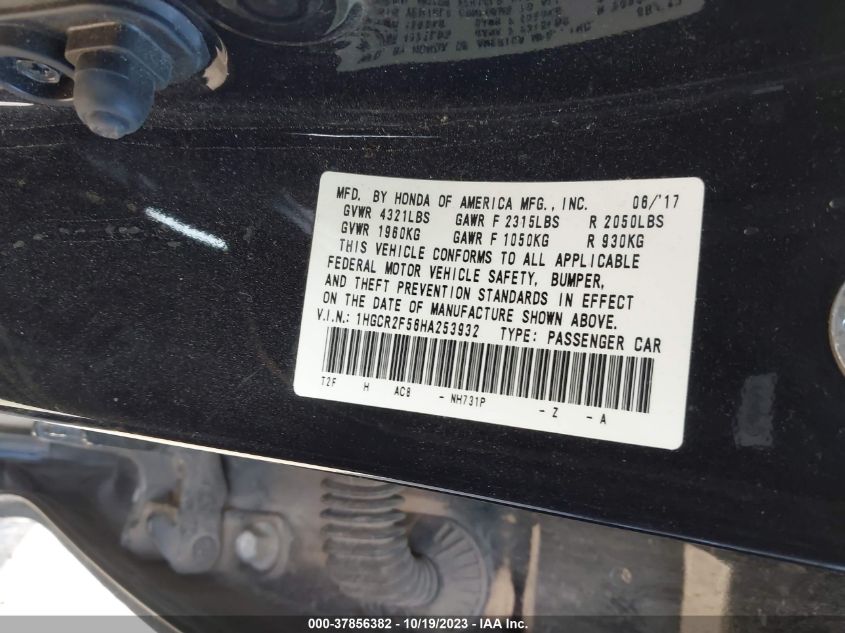 MFD. BY HONDA OF AMERICA MFG., INC. 06/'17
GVWR 4321LBS GAWR F 2315LBS R 2050LBS
GVWR 1960KG GAWR F 1050KG R 930KG
THIS VEHICLE CONFORMS TO ALL APPLICABLE
FEDERAL MOTOR VEHICLE SAFETY, BUMPER,
AND THEFT PREVENTION STANDARDS IN EFFECT
ON THE DATE OF MANUFACTURE SHOWN ABOVE.
V.I.N.: 1HGCR2F56HA253932 TYPE: PASSENGER CAR
T2F H AC8 - NH731P - Z - A
000-37856382 - 10/19/2023 - IAA Inc.